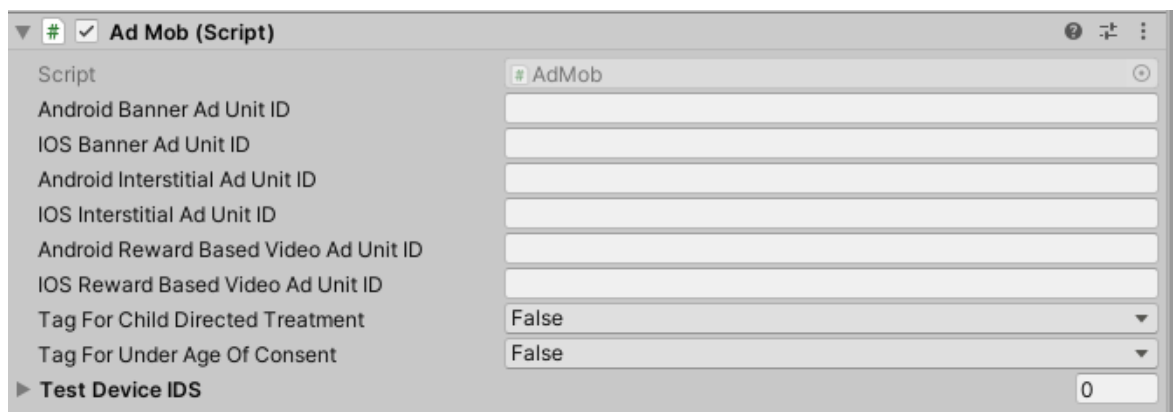 # Ad Mob (Script)
Script # AdMob
Android Banner Ad Unit ID
IOS Banner Ad Unit ID
Android Interstitial Ad Unit ID
IOS Interstitial Ad Unit ID
Android Reward Based Video Ad Unit ID
IOS Reward Based Video Ad Unit ID
Tag For Child Directed Treatment False
Tag For Under Age Of Consent False
Test Device IDS 0